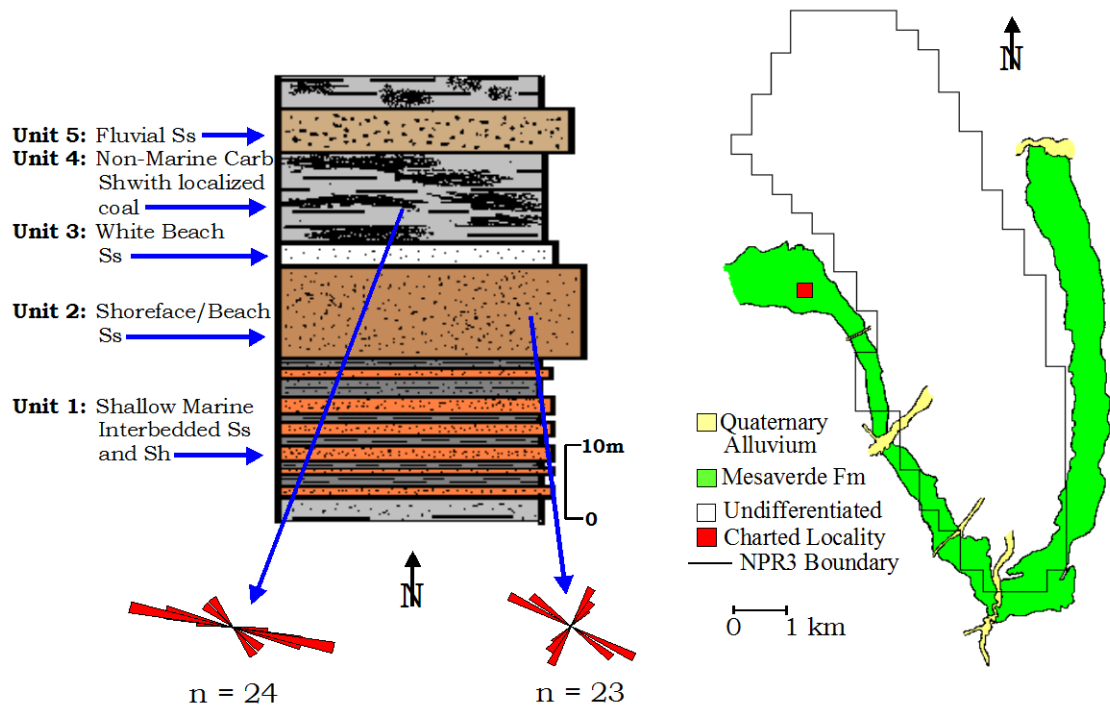 Unit 5: Fluvial Ss
Unit 4: Non-Marine Carb
Shwith localized
coal
Unit 3: White Beach
Ss
Unit 2: Shoreface/Beach
Ss
Unit 1: Shallow Marine
Interbedded Ss
and Sh
10m
0
N
n = 24
n = 23
N
Quaternary
Alluvium
Mesaverde Fm
Undifferentiated
Charted Locality
NPR3 Boundary
0 1 km